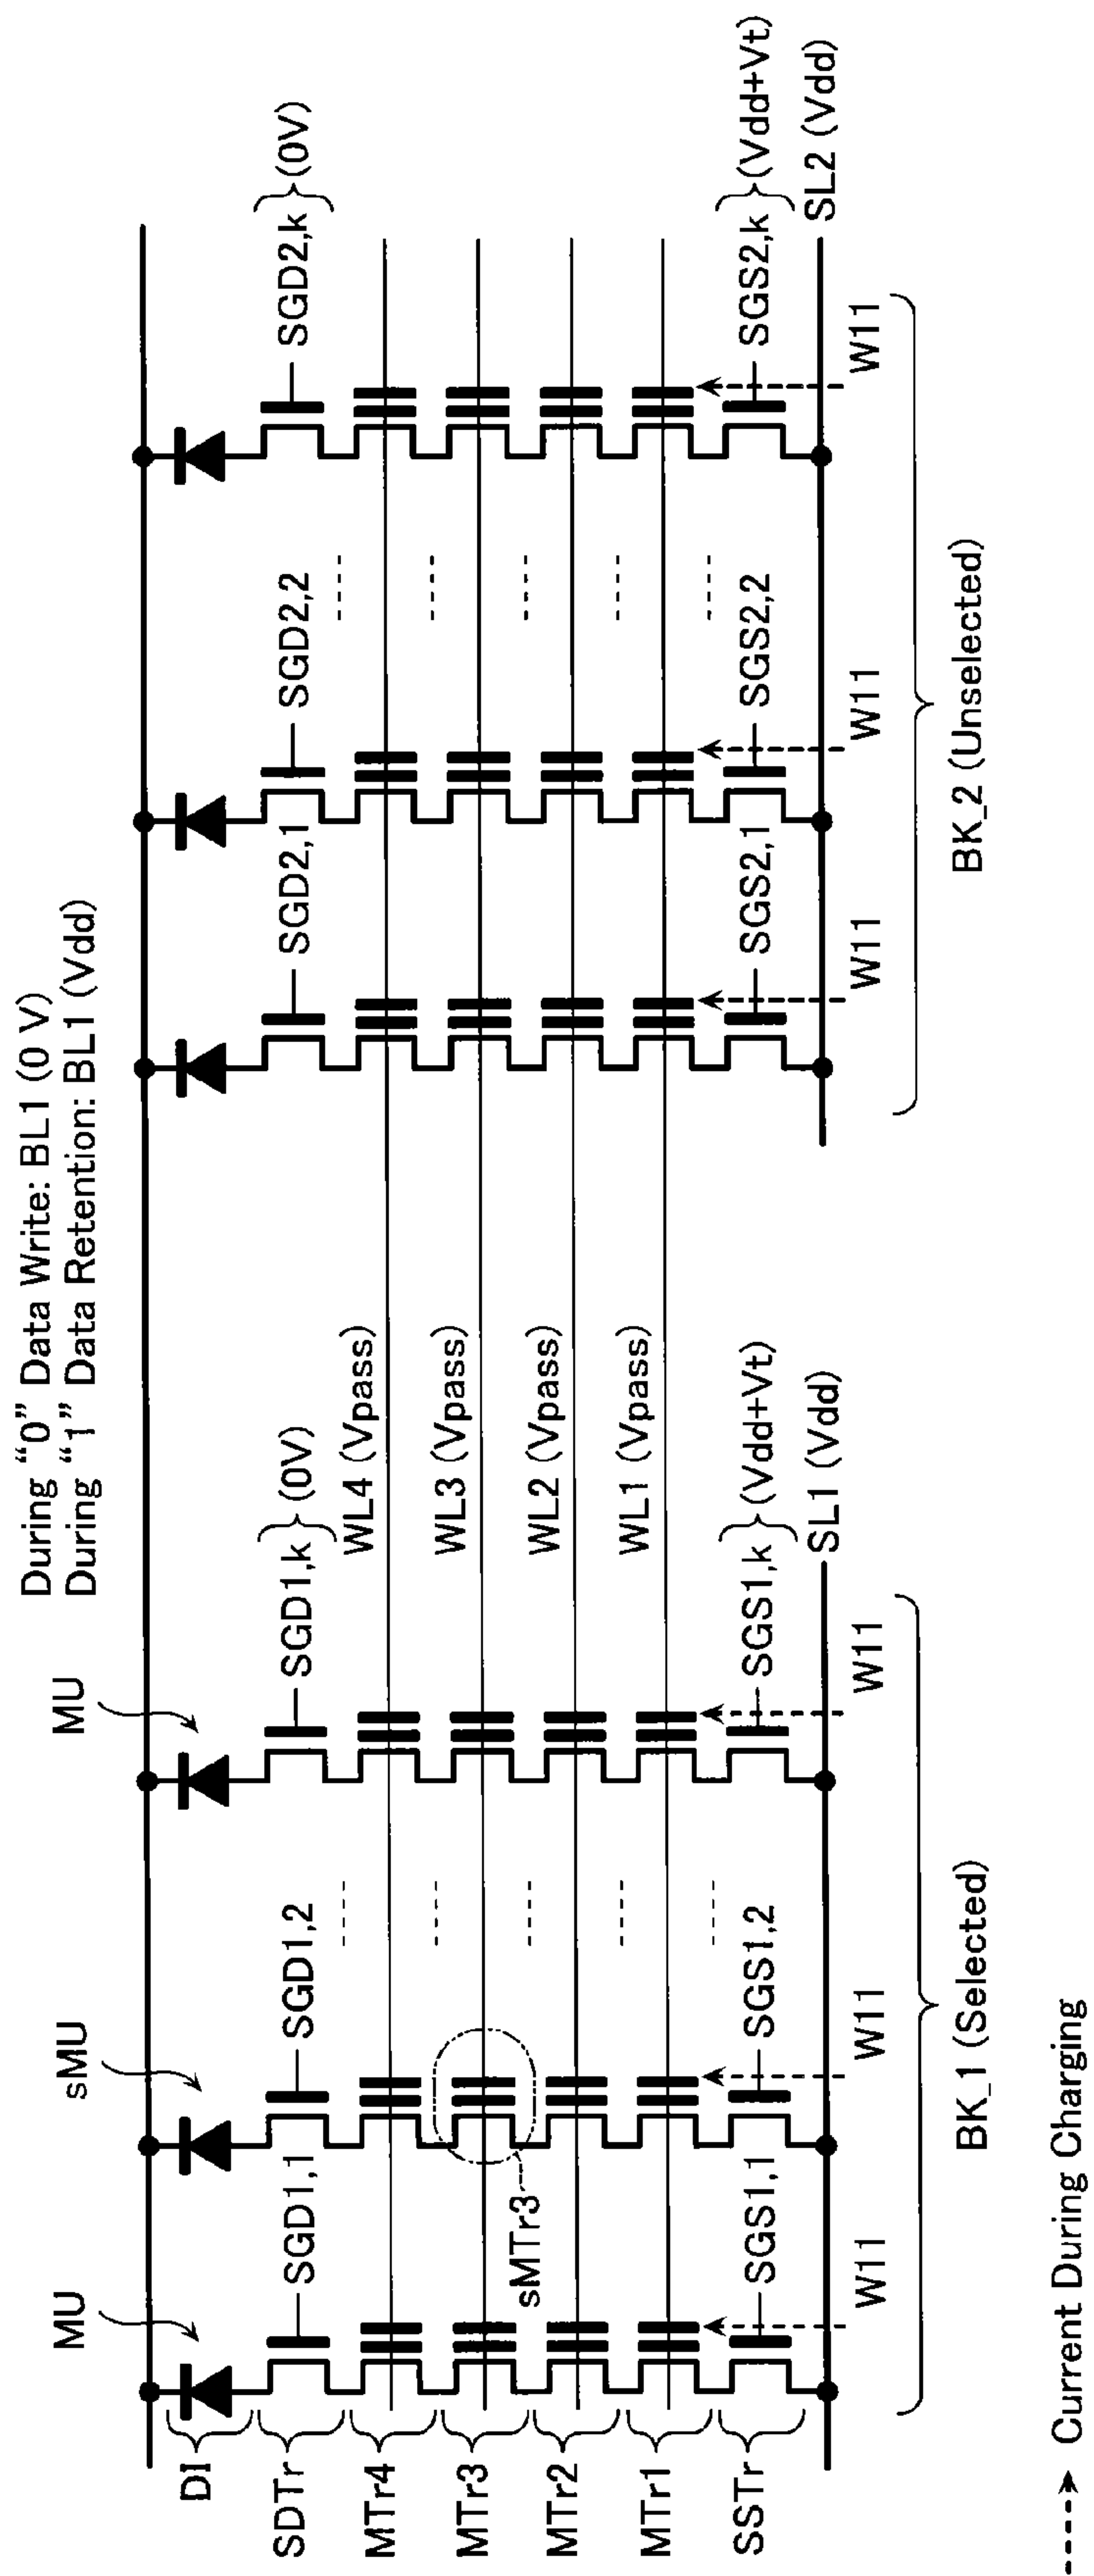 During “0” Data Write: BL1 (0 V)
During “1” Data Retention: BL1 (Vdd)
MU
sMU
MU
DI
SDTr
MTr4
MTr3
MTr2
MTr1
SSTr
SGD1,1
SGD1,2
SGD1,k
(0V)
SGD2,1
SGD2,2
SGD2,k
(0V)
WL4 (Vpass)
WL3 (Vpass)
WL2 (Vpass)
WL1 (Vpass)
sMTr3
SGS1,1
SGS1,2
SGS1,k
(Vdd+Vt)
SGS2,1
SGS2,2
SGS2,k
(Vdd+Vt)
SL1 (Vdd)
SL2 (Vdd)
W11
W11
W11
W11
W11
W11
BK_1 (Selected)
BK_2 (Unselected)
Current During Charging